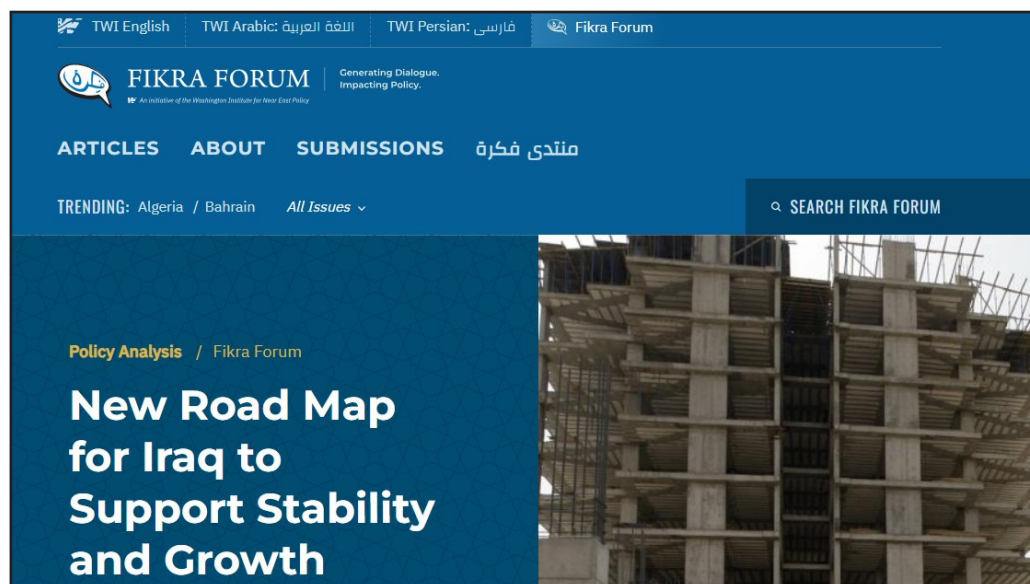 TWI English
TWI Arabic: اللغة العربية
TWI Persian: فارسی
Fikra Forum
فكرة
FIKRA FORUM
An initiative of the Washington Institute for Near East Policy
Generating Dialogue.
Impacting Policy.
ARTICLES ABOUT SUBMISSIONS منتدى فكرة
TRENDING: Algeria / Bahrain All Issues
SEARCH FIKRA FORUM
Policy Analysis / Fikra Forum
New Road Map
for Iraq to
Support Stability
and Growth